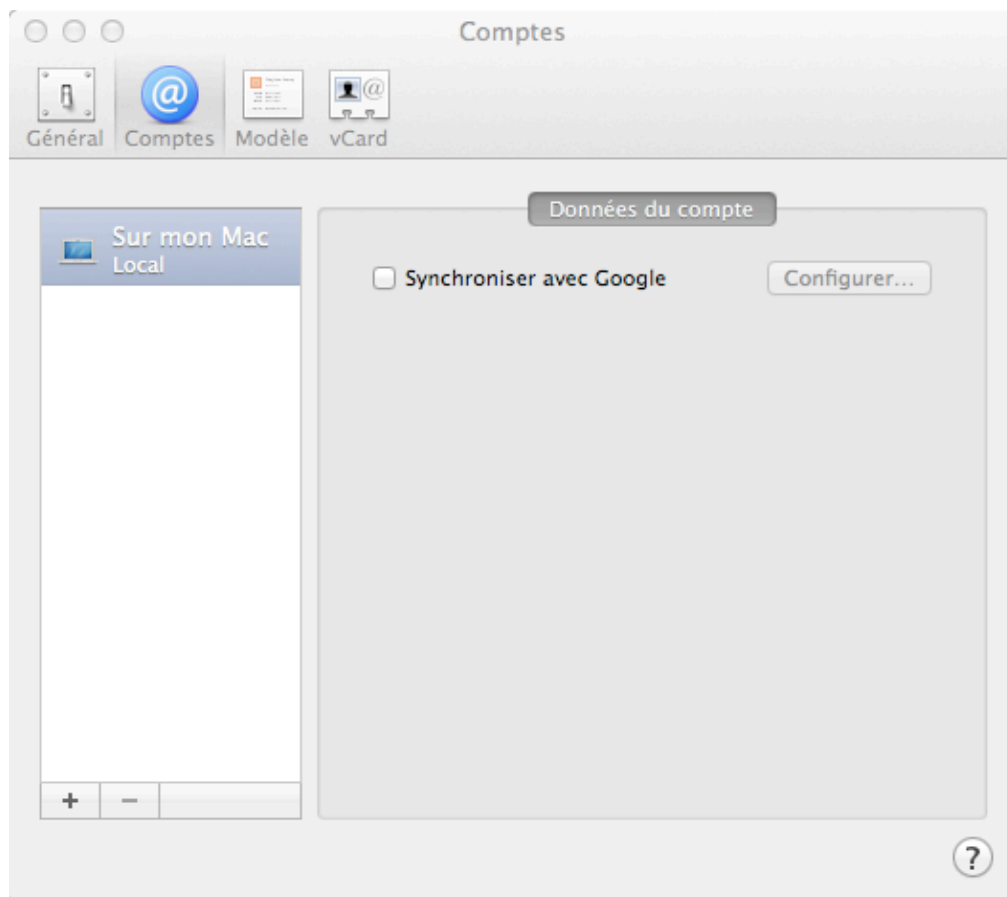 Comptes
Général Comptes Modèle vCard
Données du compte
Sur mon Mac
Local
Synchroniser avec Google Configurer...
+ −
?